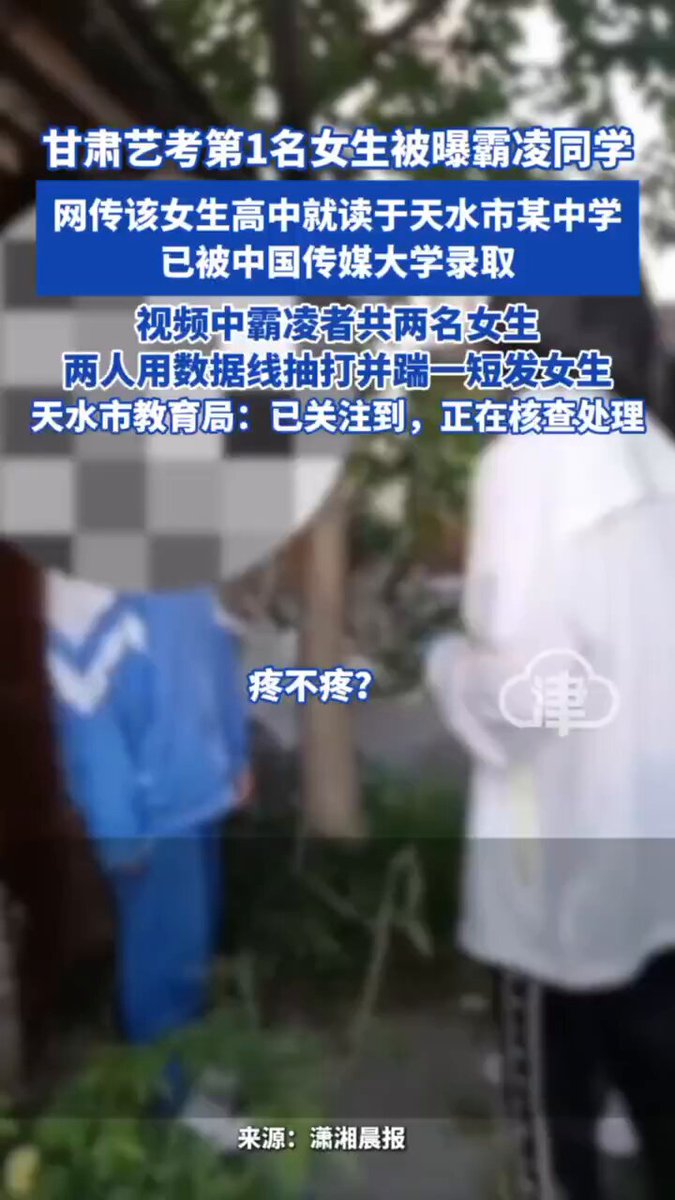 甘肃艺考第1名女生被曝霸凌同学
网传该女生高中就读于天水市某中学
已被中国传媒大学录取
视频中霸凌者共两名女生
两人用数据线抽打并踹一短发女生
天水市教育局：已关注到，正在核查处理
疼不疼？
津
来源：潇湘晨报